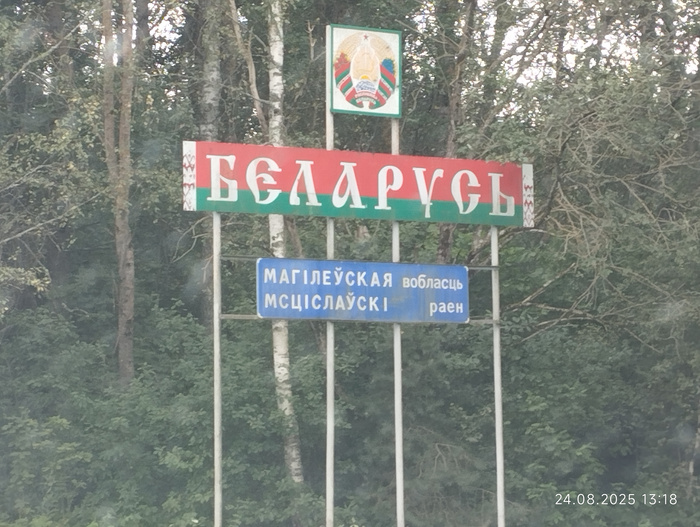 БЕЛАРУСЬ
МАГІЛЕЎСКАЯ вобласць
МСЦІСЛАЎСКІ раен
24.08.2025 13:18